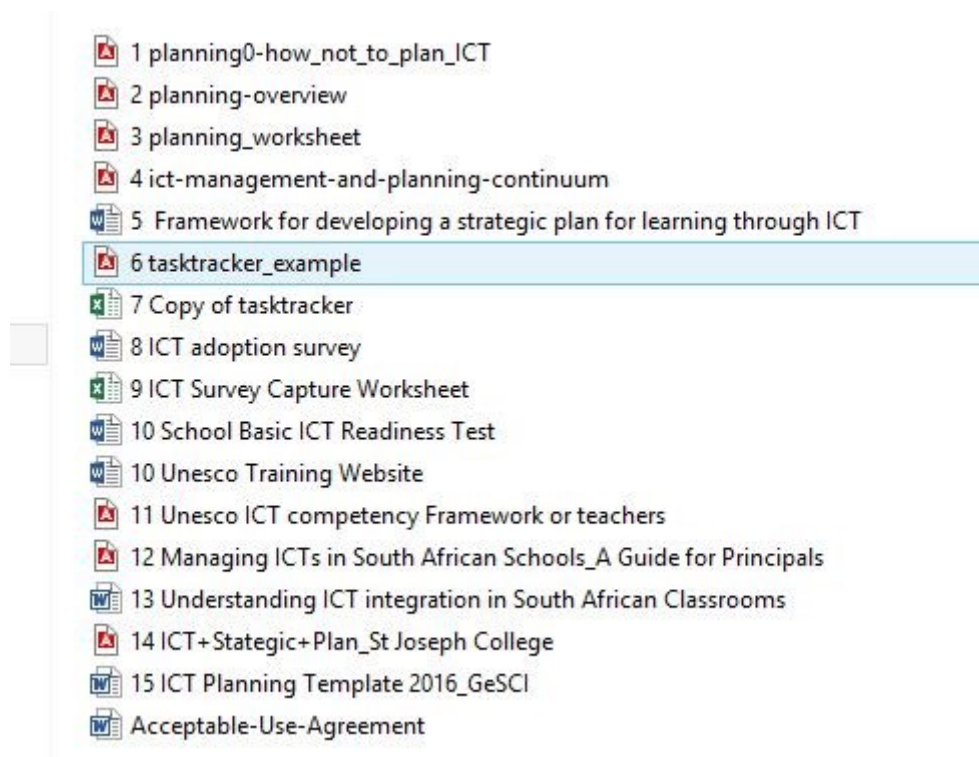 1 planning0-how_not_to_plan_ICT
2 planning-overview
3 planning_worksheet
4 ict-management-and-planning-continuum
5  Framework for developing a strategic plan for learning through ICT
6 tasktracker_example
7 Copy of tasktracker
8 ICT adoption survey
9 ICT Survey Capture Worksheet
10 School Basic ICT Readiness Test
10 Unesco Training Website
11 Unesco ICT competency Framework or teachers
12 Managing ICTs in South African Schools_A Guide for Principals
13 Understanding ICT integration in South African Classrooms
14 ICT+Stategic+Plan_St Joseph College
15 ICT Planning Template 2016_GeSCI
Acceptable-Use-Agreement